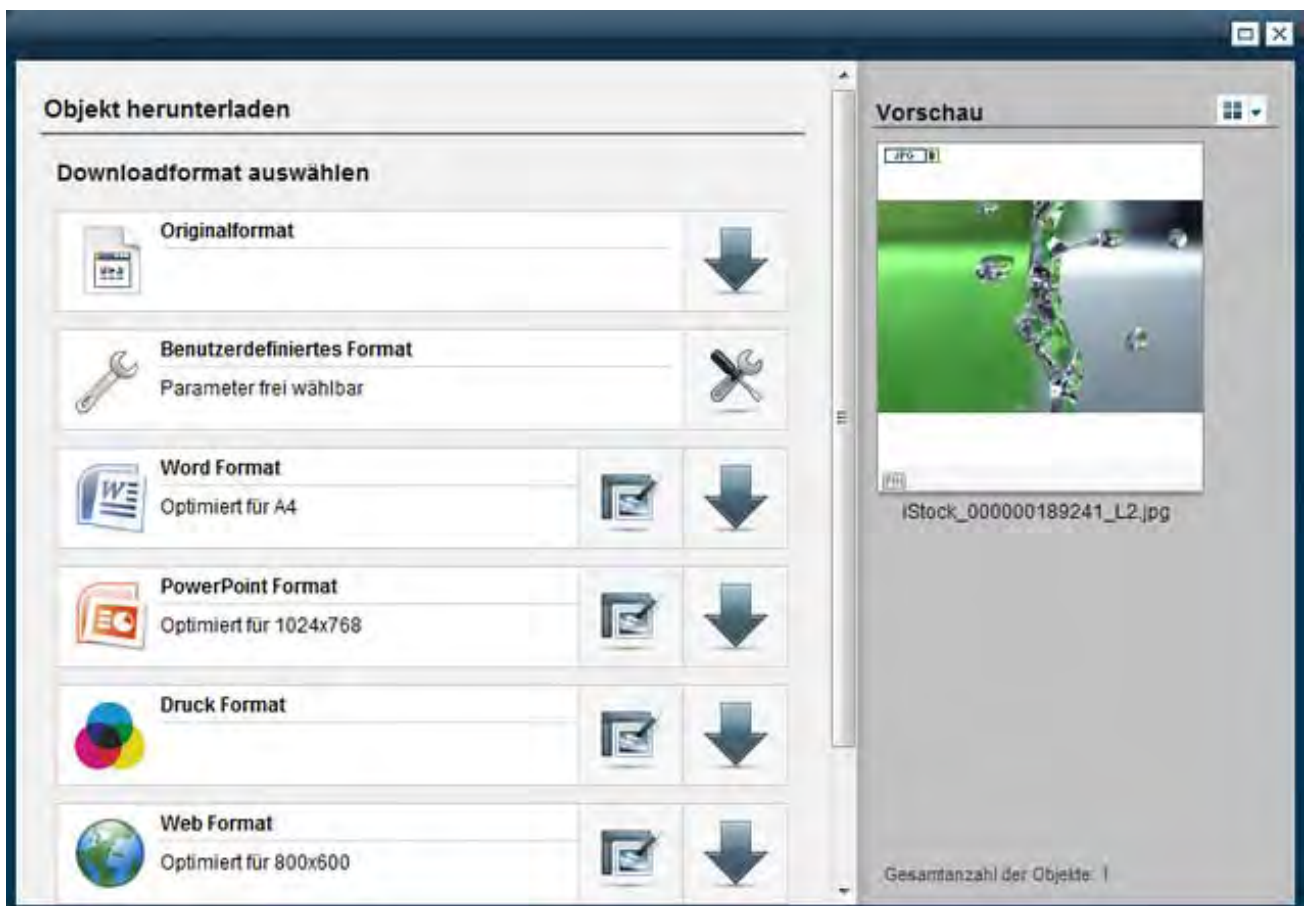 Objekt herunterladen
Downloadformat auswählen
Originalformat
Benutzerdefiniertes Format
Parameter frei wählbar
Word Format
Optimiert für A4
PowerPoint Format
Optimiert für 1024x768
Druck Format
Web Format
Optimiert für 800x600
Vorschau
JPG
iStock_000000189241_L2.jpg
Gesamtanzahl der Objekte: 1